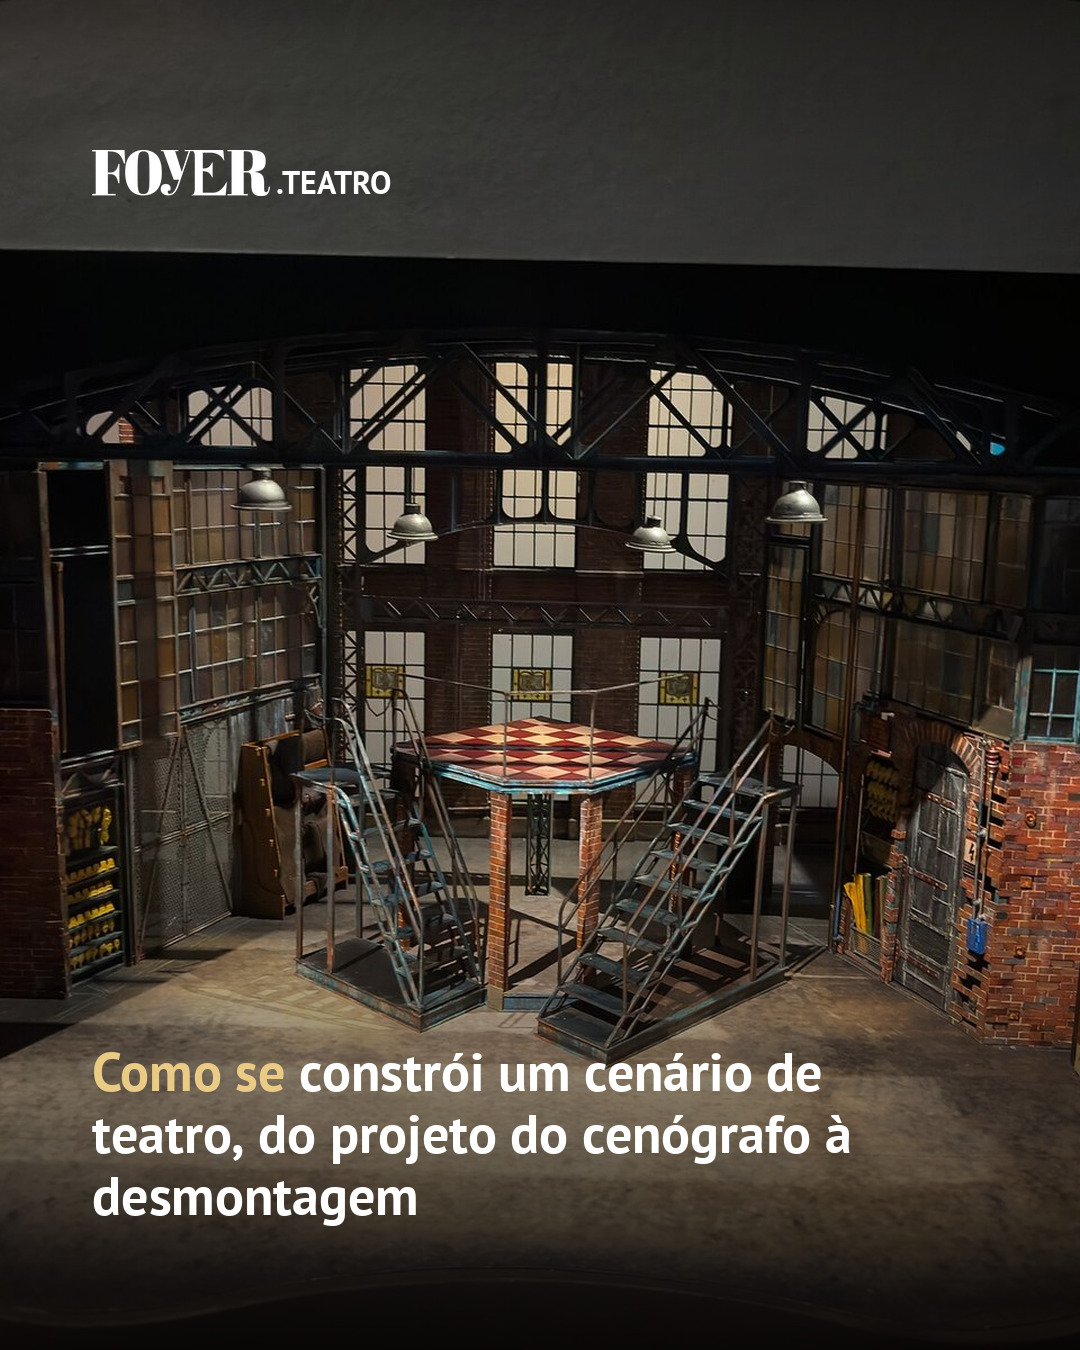 FOYER .TEATRO
Como se constrói um cenário de
teatro, do projeto do cenógrafo à
desmontagem